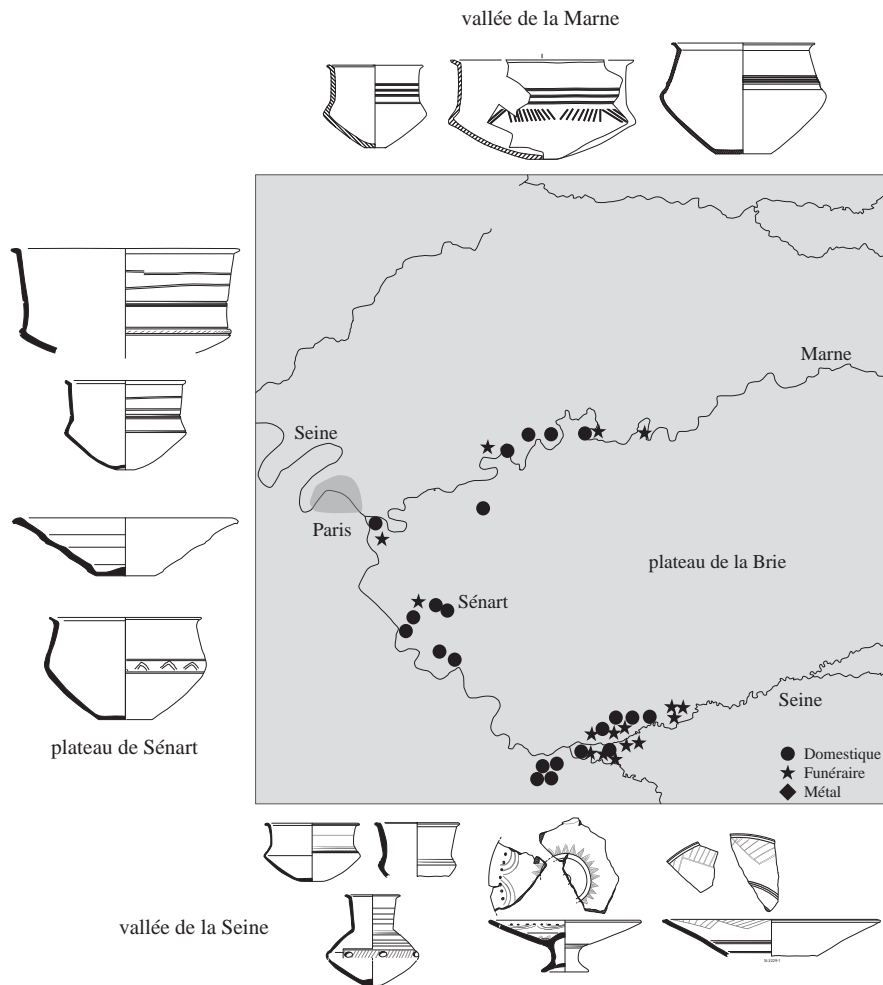 vallée de la Marne
Marne
Seine
Paris
plateau de la Brie
Sénart
Seine
plateau de Sénart
Domestique
Funéraire
Métal
vallée de la Seine